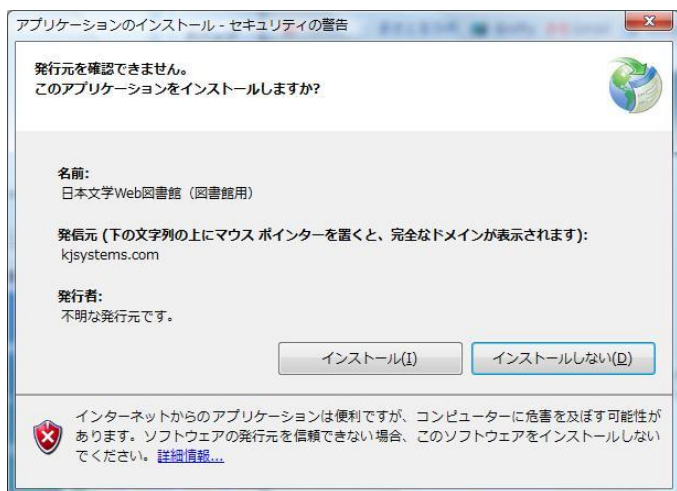 アプリケーションのインストール - セキュリティの警告
発行元を確認できません。
このアプリケーションをインストールしますか?
名前:
日本文学Web図書館（図書館用）
発信元 (下の文字列の上にマウス ポインターを置くと、完全なドメインが表示されます):
kjsystems.com
発行者:
不明な発行元です。
インストール(I)
インストールしない(D)
インターネットからのアプリケーションは便利ですが、コンピューターに危害を及ぼす可能性が
あります。ソフトウェアの発行元を信頼できない場合、このソフトウェアをインストールしない
でください。詳細情報...